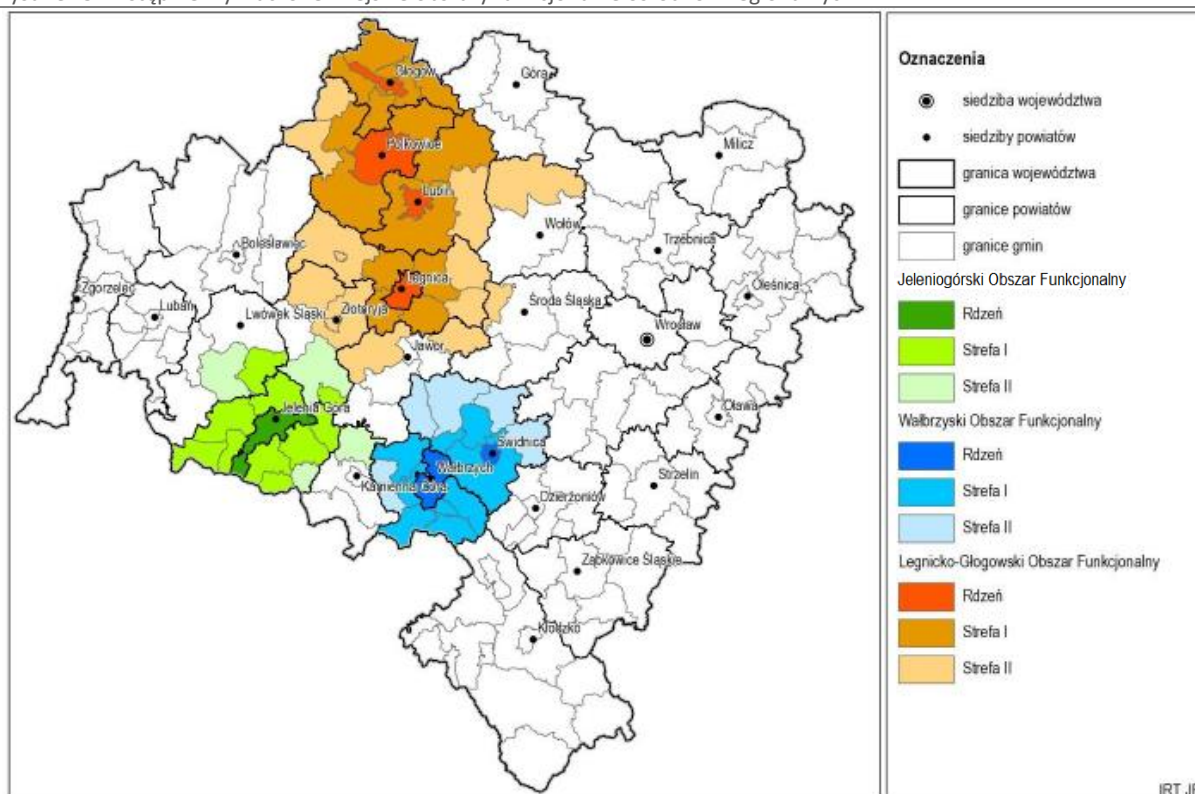 Głogów
Góra
Polkowice
Milicz
Lubin
Wołów
Trzebnica
Bolesławiec
Legnica
Oleśnica
Zgorzelec
Lubań
Lwówek Śląski
Złotoryja
Środa Śląska
Wrocław
Jawor
Jelenia Góra
Oława
Świdnica
Wałbrzych
Kamienna Góra
Strzelin
Dzierżoniów
Ząbkowice Śląskie
Kłodzko
Oznaczenia
siedziba województwa
siedziby powiatów
granica województwa
granice powiatów
granice gmin
Jeleniogórski Obszar Funkcjonalny
Rdzeń
Strefa I
Strefa II
Wałbrzyski Obszar Funkcjonalny
Rdzeń
Strefa I
Strefa II
Legnicko-Głogowski Obszar Funkcjonalny
Rdzeń
Strefa I
Strefa II